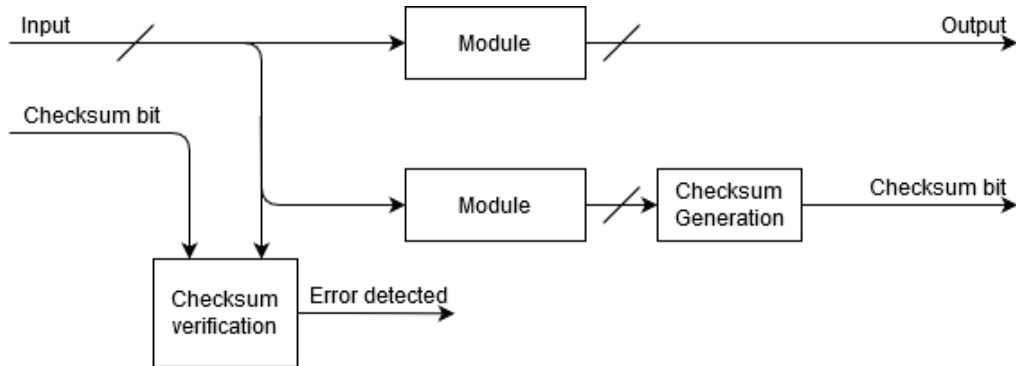 Input
Module
Output
Checksum bit
Module
Checksum
Generation
Checksum bit
Checksum
verification
Error detected